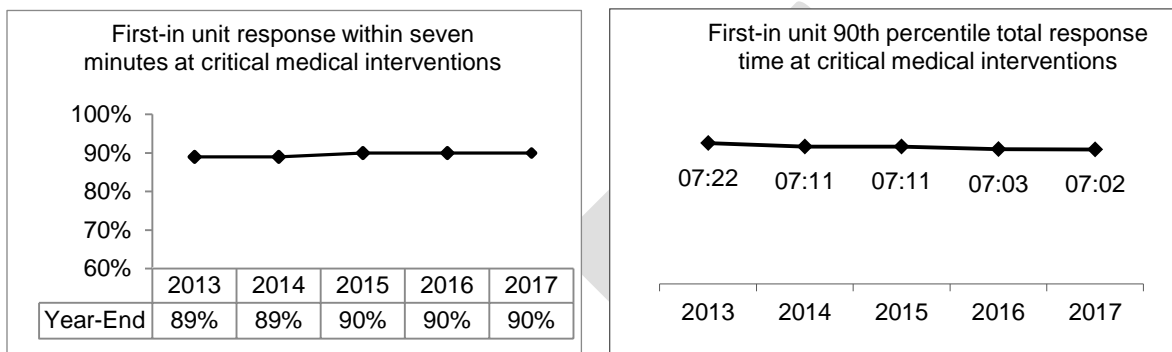 First-in unit response within seven
minutes at critical medical interventions
100%
90%
80%
70%
60%
2013 2014 2015 2016 2017
Year-End 89% 89% 90% 90% 90%
First-in unit 90th percentile total response
time at critical medical interventions
07:22 07:11 07:11 07:03 07:02
2013 2014 2015 2016 2017